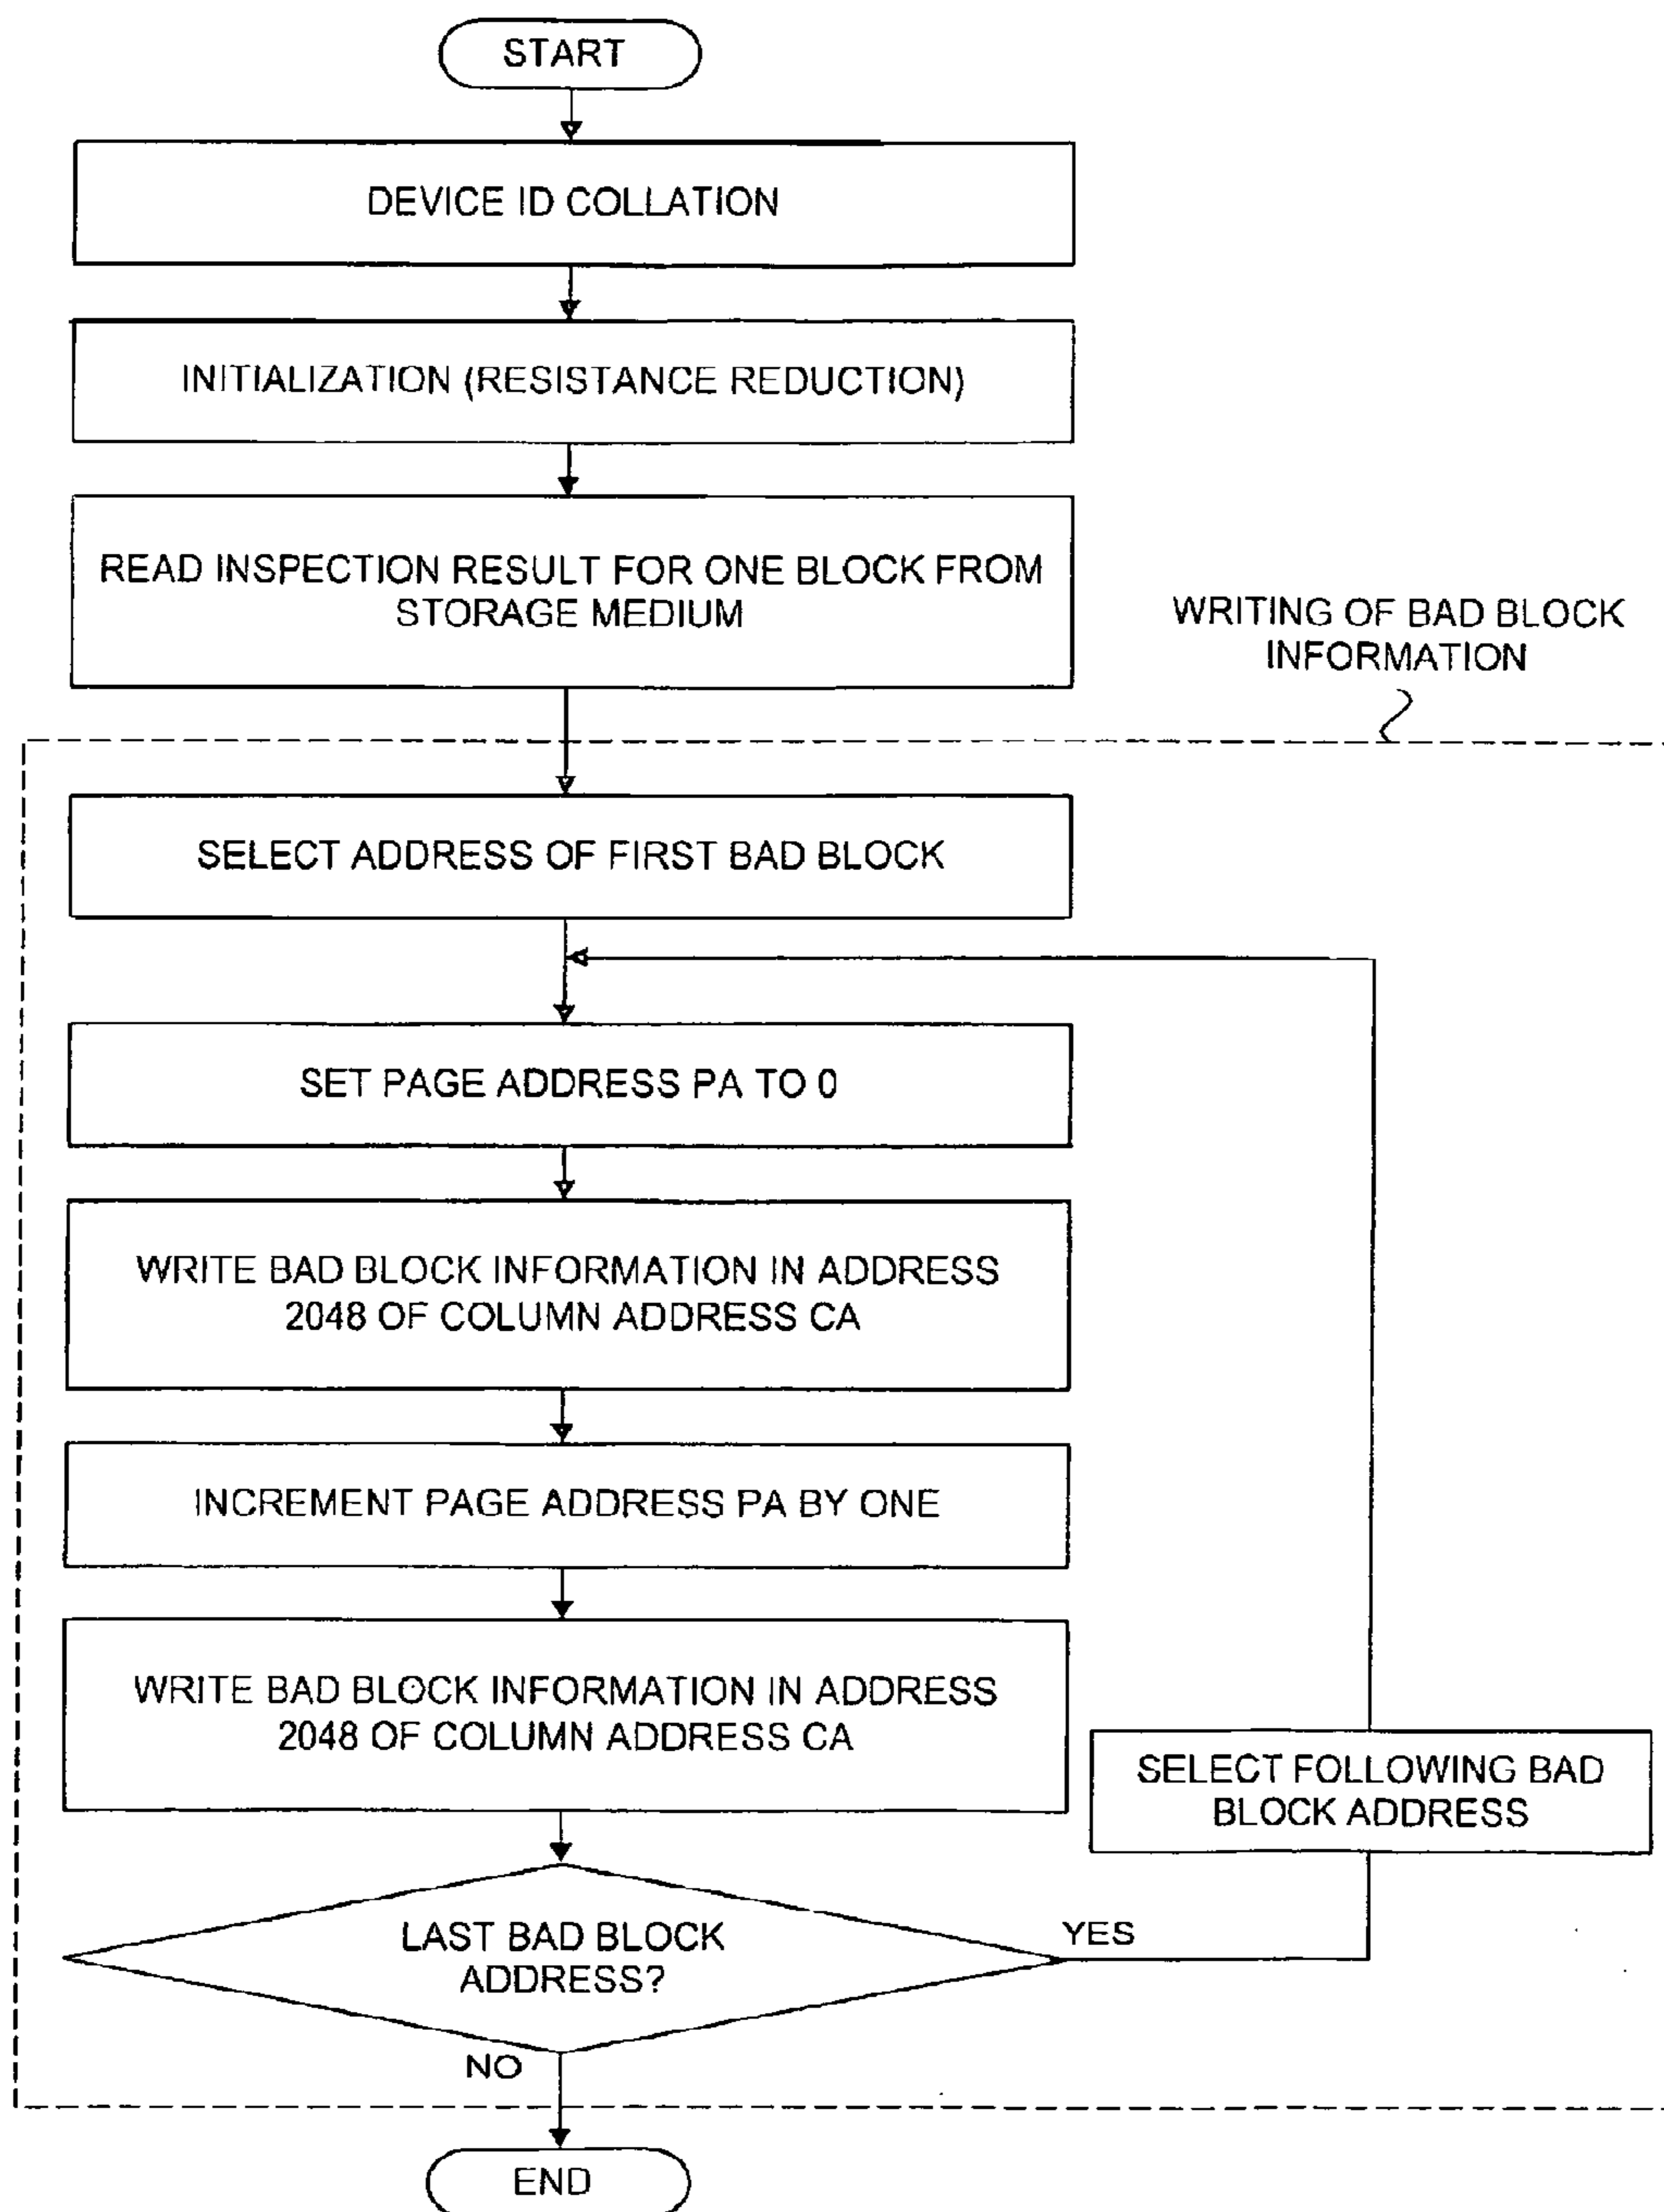 START
DEVICE ID COLLATION
INITIALIZATION (RESISTANCE REDUCTION)
READ INSPECTION RESULT FOR ONE BLOCK FROM
STORAGE MEDIUM
WRITING OF BAD BLOCK
INFORMATION
SELECT ADDRESS OF FIRST BAD BLOCK
SET PAGE ADDRESS PA TO 0
WRITE BAD BLOCK INFORMATION IN ADDRESS
2048 OF COLUMN ADDRESS CA
INCREMENT PAGE ADDRESS PA BY ONE
WRITE BAD BLOCK INFORMATION IN ADDRESS
2048 OF COLUMN ADDRESS CA
SELECT FOLLOWING BAD
BLOCK ADDRESS
LAST BAD BLOCK
ADDRESS?
YES
NO
END